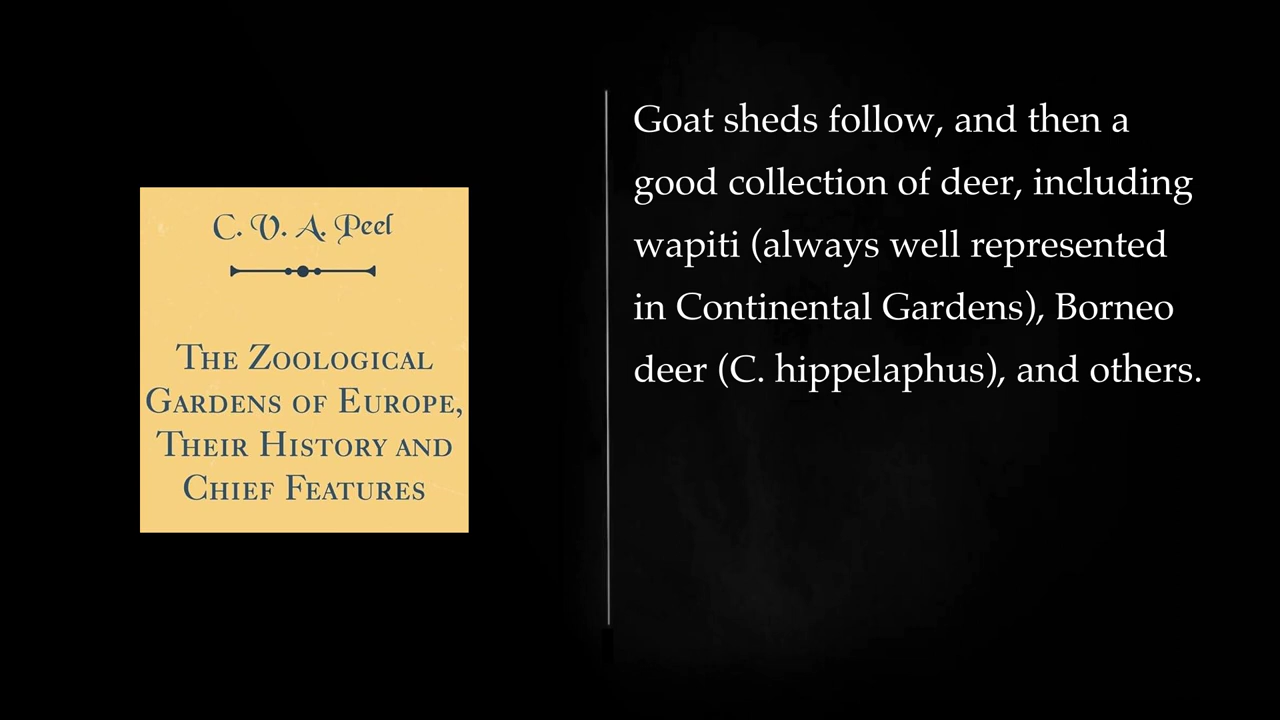 C. V. A. Peel
The Zoological
Gardens of Europe,
Their History and
Chief Features
Goat sheds follow, and then a
good collection of deer, including
wapiti (always well represented
in Continental Gardens), Borneo
deer (C. hippelaphus), and others.